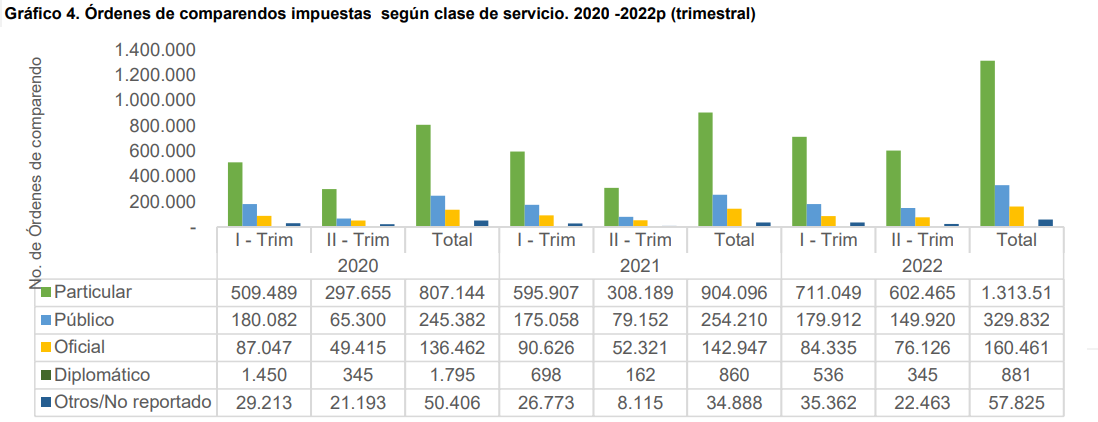 Gráfico 4. Órdenes de comparendos impuestas según clase de servicio. 2020 -2022p (trimestral)
No. de Órdenes de comparendo
1.400.000
1.200.000
1.000.000
800.000
600.000
400.000
200.000
-
I - Trim II - Trim Total I - Trim II - Trim Total I - Trim II - Trim Total
2020 2021 2022
Particular 509.489 297.655 807.144 595.907 308.189 904.096 711.049 602.465 1.313.51
Público 180.082 65.300 245.382 175.058 79.152 254.210 179.912 149.920 329.832
Oficial 87.047 49.415 136.462 90.626 52.321 142.947 84.335 76.126 160.461
Diplomático 1.450 345 1.795 698 162 860 536 345 881
Otros/No reportado 29.213 21.193 50.406 26.773 8.115 34.888 35.362 22.463 57.825